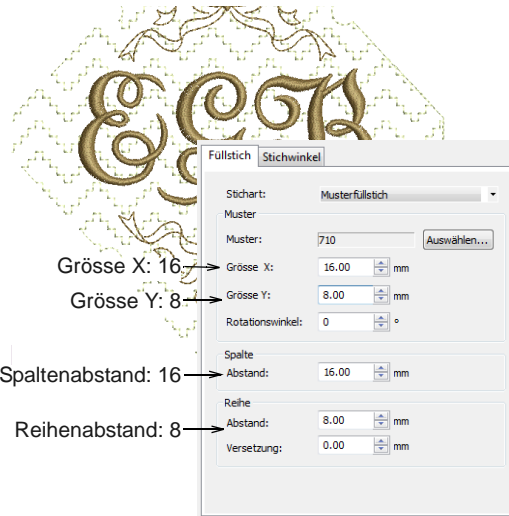 ESR
Füllstich Stichwinkel
Stichart: Musterfüllstich
Muster
Muster: 710 Auswählen...
Grösse X: 16 Grösse X: 16.00 mm
Grösse Y: 8 Grösse Y: 8.00 mm
Rotationswinkel: 0 °
Spalte
Spaltenabstand: 16 Abstand: 16.00 mm
Reihe
Reihenabstand: 8 Abstand: 8.00 mm
Versetzung: 0.00 mm